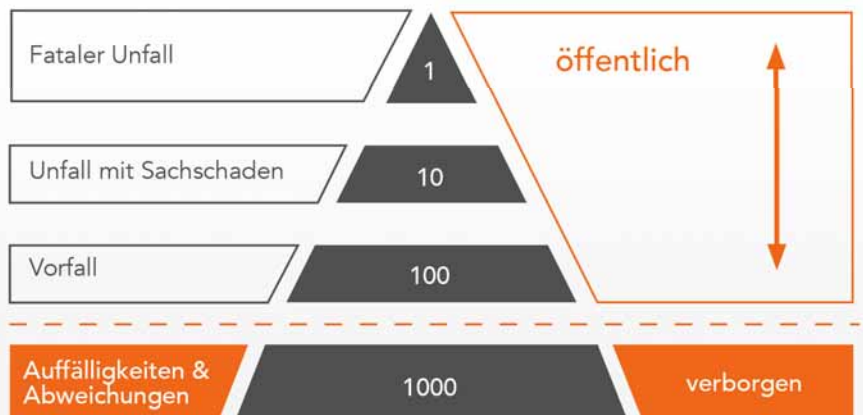 Fataler Unfall
1
öffentlich
Unfall mit Sachschaden
10
Vorfall
100
Auffälligkeiten &
Abweichungen
1000
verborgen